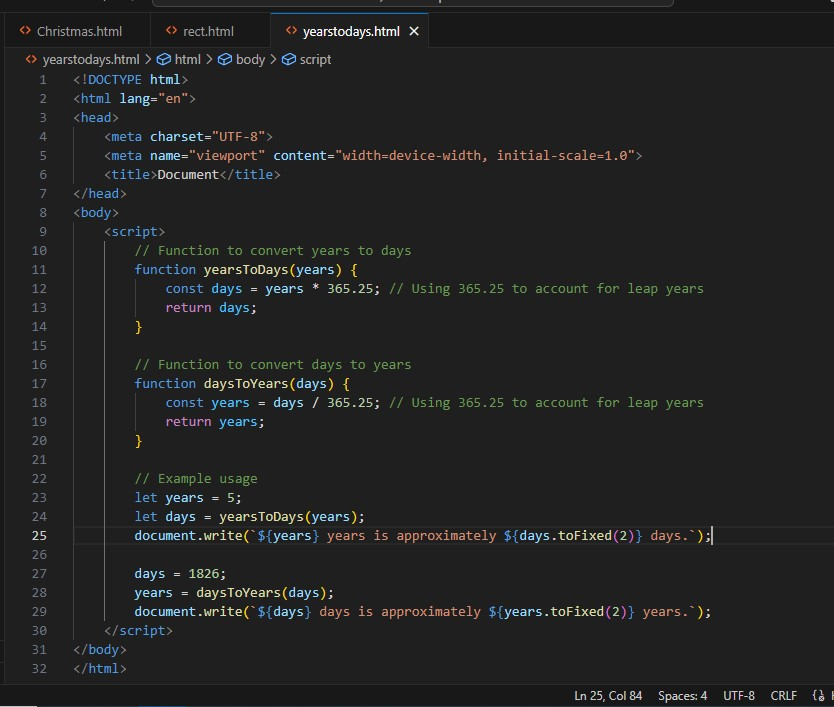 Christmas.html rect.html yearstodays.html
yearstodays.html > html > body > script
1 <!DOCTYPE html>
2 <html lang="en">
3 <head>
4     <meta charset="UTF-8">
5     <meta name="viewport" content="width=device-width, initial-scale=1.0">
6     <title>Document</title>
7 </head>
8 <body>
9     <script>
10         // Function to convert years to days
11         function yearsToDays(years) {
12             const days = years * 365.25; // Using 365.25 to account for leap years
13             return days;
14         }
15
16         // Function to convert days to years
17         function daysToYears(days) {
18             const years = days / 365.25; // Using 365.25 to account for leap years
19             return years;
20         }
21
22         // Example usage
23         let years = 5;
24         let days = yearsToDays(years);
25         document.write(`${years} years is approximately ${days.toFixed(2)} days.`);
26
27         days = 1826;
28         years = daysToYears(days);
29         document.write(`${days} days is approximately ${years.toFixed(2)} years.`);
30     </script>
31 </body>
32 </html>
Ln 25, Col 84 Spaces: 4 UTF-8 CRLF